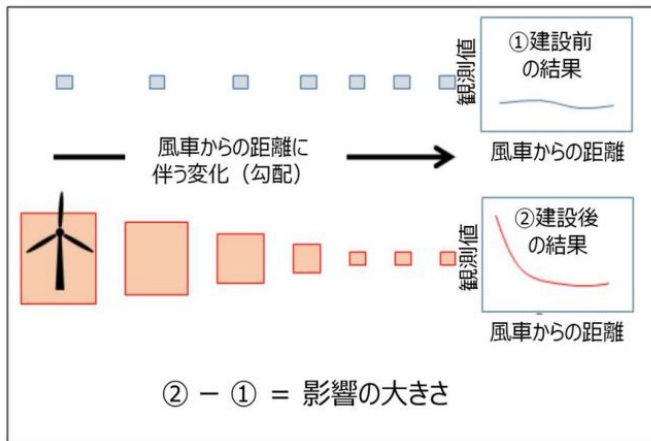 ①建設前
の結果
観測値
風車からの距離
風車からの距離に
伴う変化（勾配）
②建設後
の結果
観測値
風車からの距離
② − ① ＝ 影響の大きさ